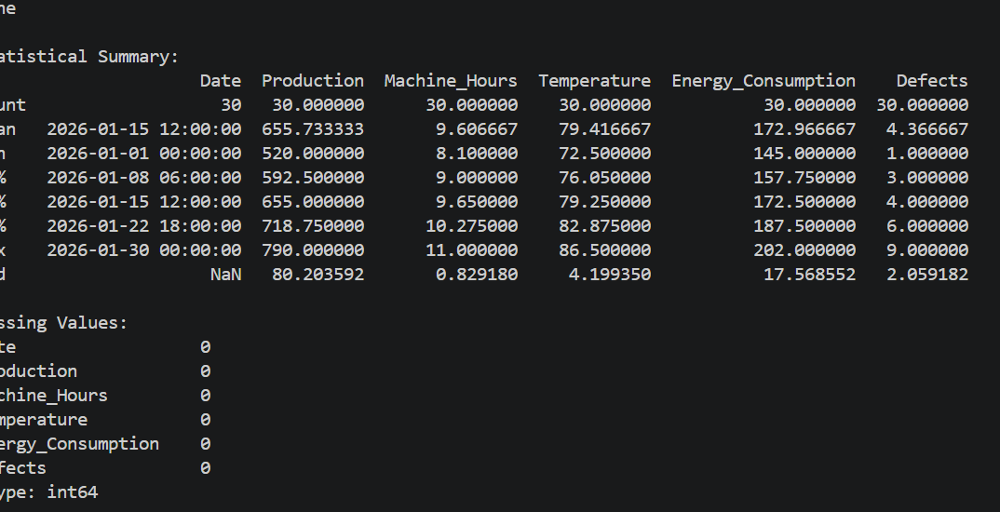 ne
atistical Summary:
Date Production Machine_Hours Temperature Energy_Consumption Defects
unt 30 30.000000 30.000000 30.000000 30.000000 30.000000
an 2026-01-15 12:00:00 655.733333 9.606667 79.416667 172.966667 4.366667
n 2026-01-01 00:00:00 520.000000 8.100000 72.500000 145.000000 1.000000
% 2026-01-08 06:00:00 592.500000 9.000000 76.050000 157.750000 3.000000
% 2026-01-15 12:00:00 655.000000 9.650000 79.250000 172.500000 4.000000
% 2026-01-22 18:00:00 718.750000 10.275000 82.875000 187.500000 6.000000
x 2026-01-30 00:00:00 790.000000 11.000000 86.500000 202.000000 9.000000
d NaN 80.203592 0.829180 4.199350 17.568552 2.059182
ssing Values:
te 0
oduction 0
chine_Hours 0
mperature 0
ergy_Consumption 0
fects 0
ype: int64